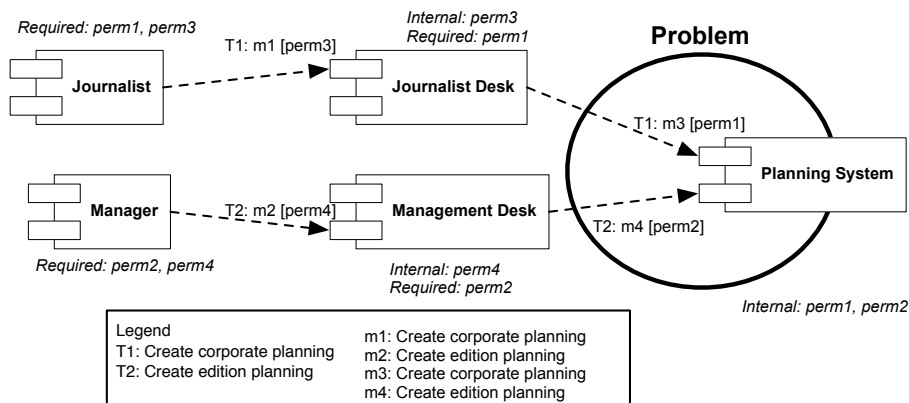 Required: perm1, perm3
Internal: perm3
Required: perm1
Problem
T1: m1 [perm3]
Journalist
Journalist Desk
T1: m3 [perm1]
Planning System
Manager
T2: m2 [perm4]
Management Desk
T2: m4 [perm2]
Required: perm2, perm4
Internal: perm4
Required: perm2
Internal: perm1, perm2
Legend
T1: Create corporate planning
T2: Create edition planning
m1: Create corporate planning
m2: Create edition planning
m3: Create corporate planning
m4: Create edition planning